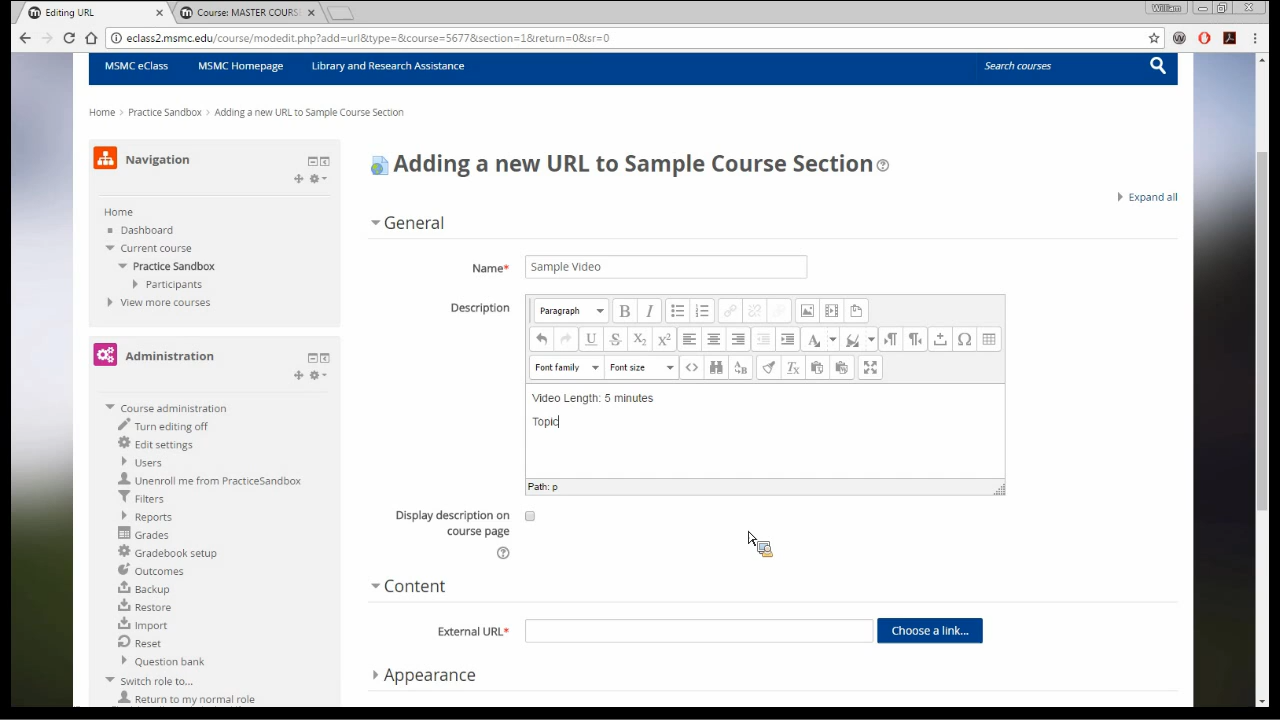 Editing URL
Course: MASTER COURS
William
eclass2.msmc.edu/course/modedit.php?add=url&type=&course=5677&section=1&return=0&sr=0
MSMC eClass MSMC Homepage Library and Research Assistance Search courses
Home Practice Sandbox Adding a new URL to Sample Course Section
Navigation
Home
Dashboard
Current course
Practice Sandbox
Participants
View more courses
Administration
Course administration
Turn editing off
Edit settings
Users
Unenroll me from PracticeSandbox
Filters
Reports
Grades
Gradebook setup
Outcomes
Backup
Restore
Import
Reset
Question bank
Switch role to...
Return to my normal role
Adding a new URL to Sample Course Section
Expand all
General
Name* Sample Video
Description
Paragraph B I
U S X₂ X² A Ω
Font family Font size
Video Length: 5 minutes
Topic
Path: p
Display description on
course page
Content
External URL* Choose a link...
Appearance